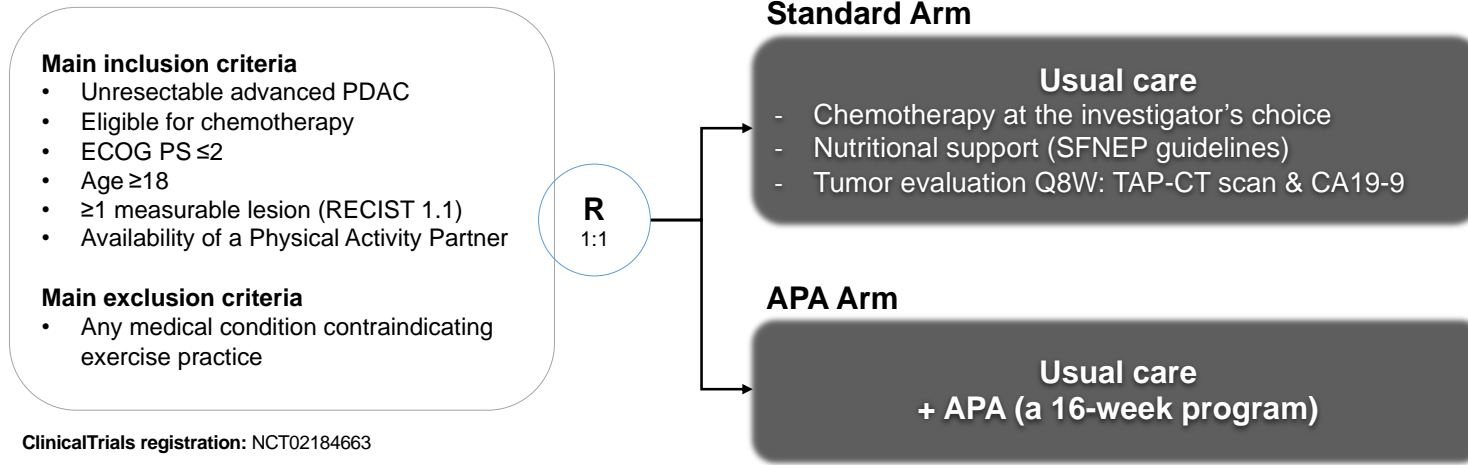 Main inclusion criteria
• Unresectable advanced PDAC
• Eligible for chemotherapy
• ECOG PS ≤2
• Age ≥18
• ≥1 measurable lesion (RECIST 1.1)
• Availability of a Physical Activity Partner
Main exclusion criteria
• Any medical condition contraindicating
exercise practice
ClinicalTrials registration: NCT02184663
R
1:1
Standard Arm
Usual care
- Chemotherapy at the investigator’s choice
- Nutritional support (SFNEP guidelines)
- Tumor evaluation Q8W: TAP-CT scan & CA19-9
APA Arm
Usual care
+ APA (a 16-week program)